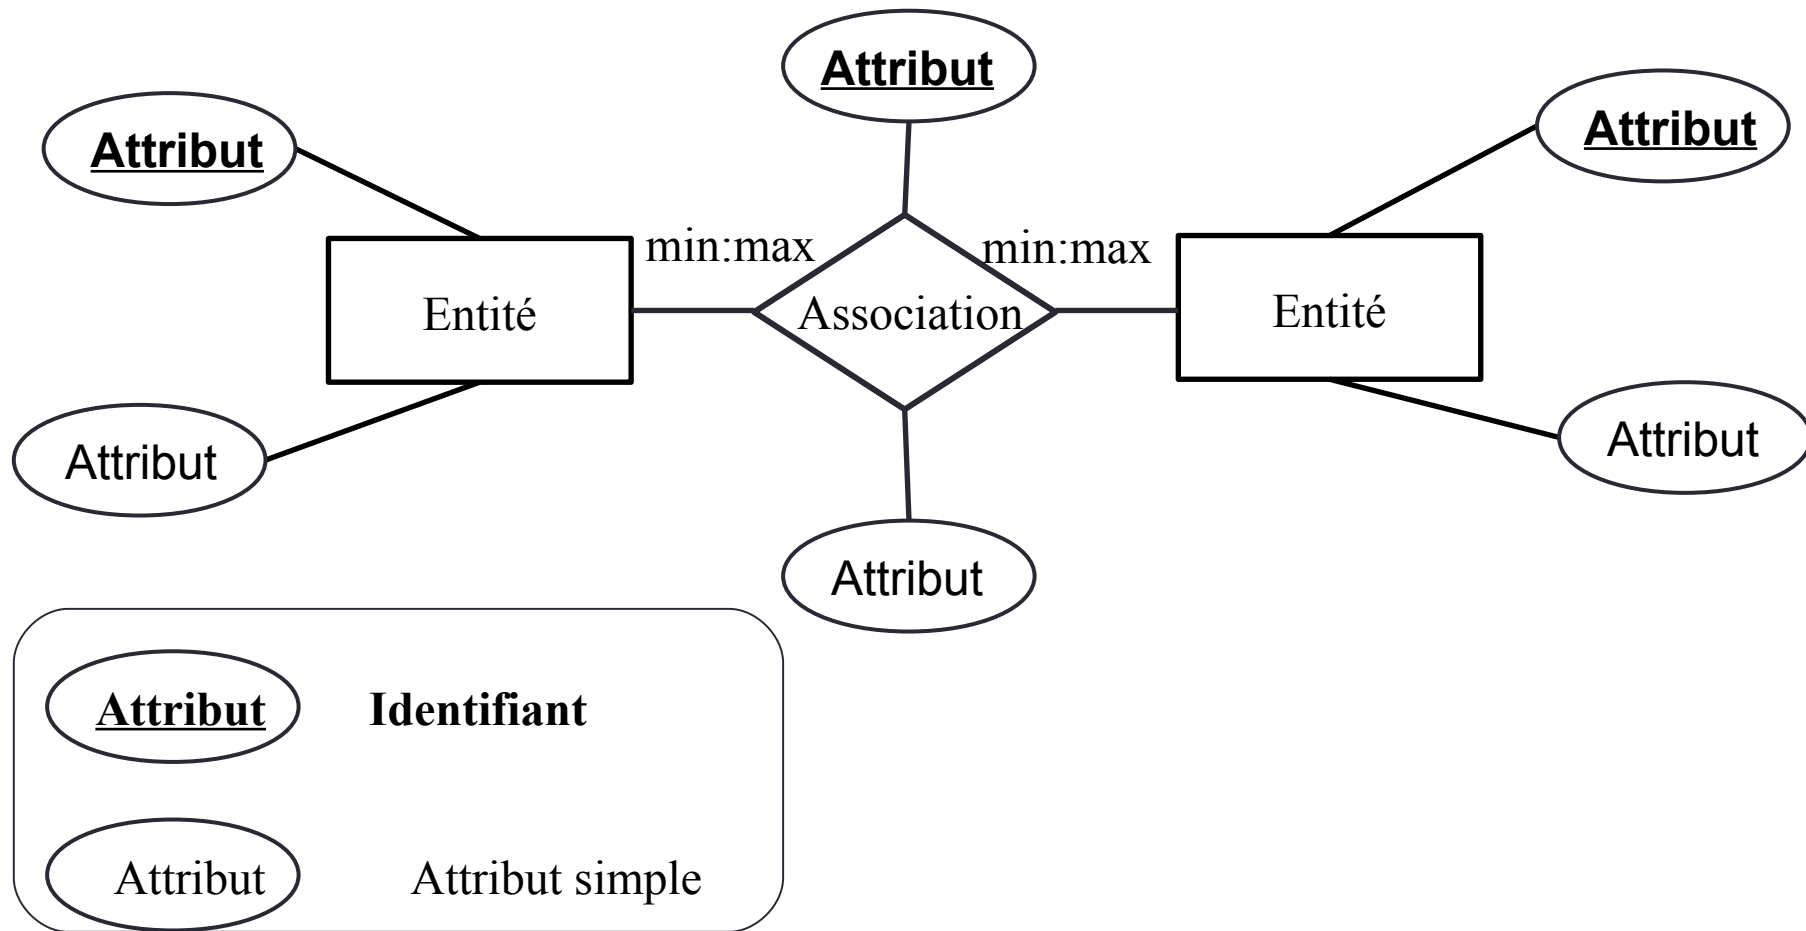 Attribut
Attribut
Attribut
min:max
min:max
Entité
Association
Entité
Attribut
Attribut
Attribut
Attribut
Identifiant
Attribut
Attribut simple